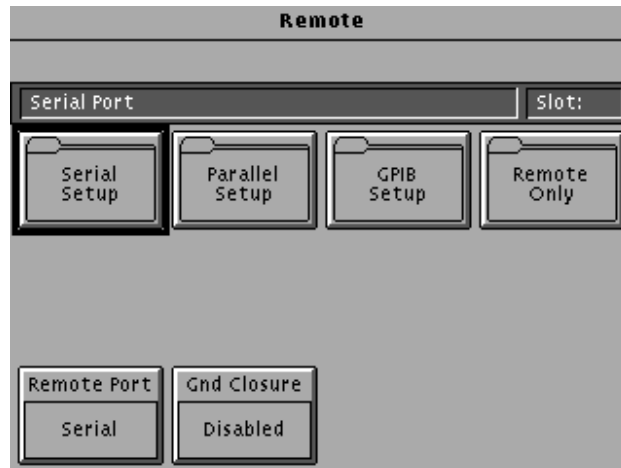 Remote
Serial Port Slot:
Serial Parallel GPIB Remote
Setup Setup Setup Only
Remote Port Gnd Closure
Serial Disabled